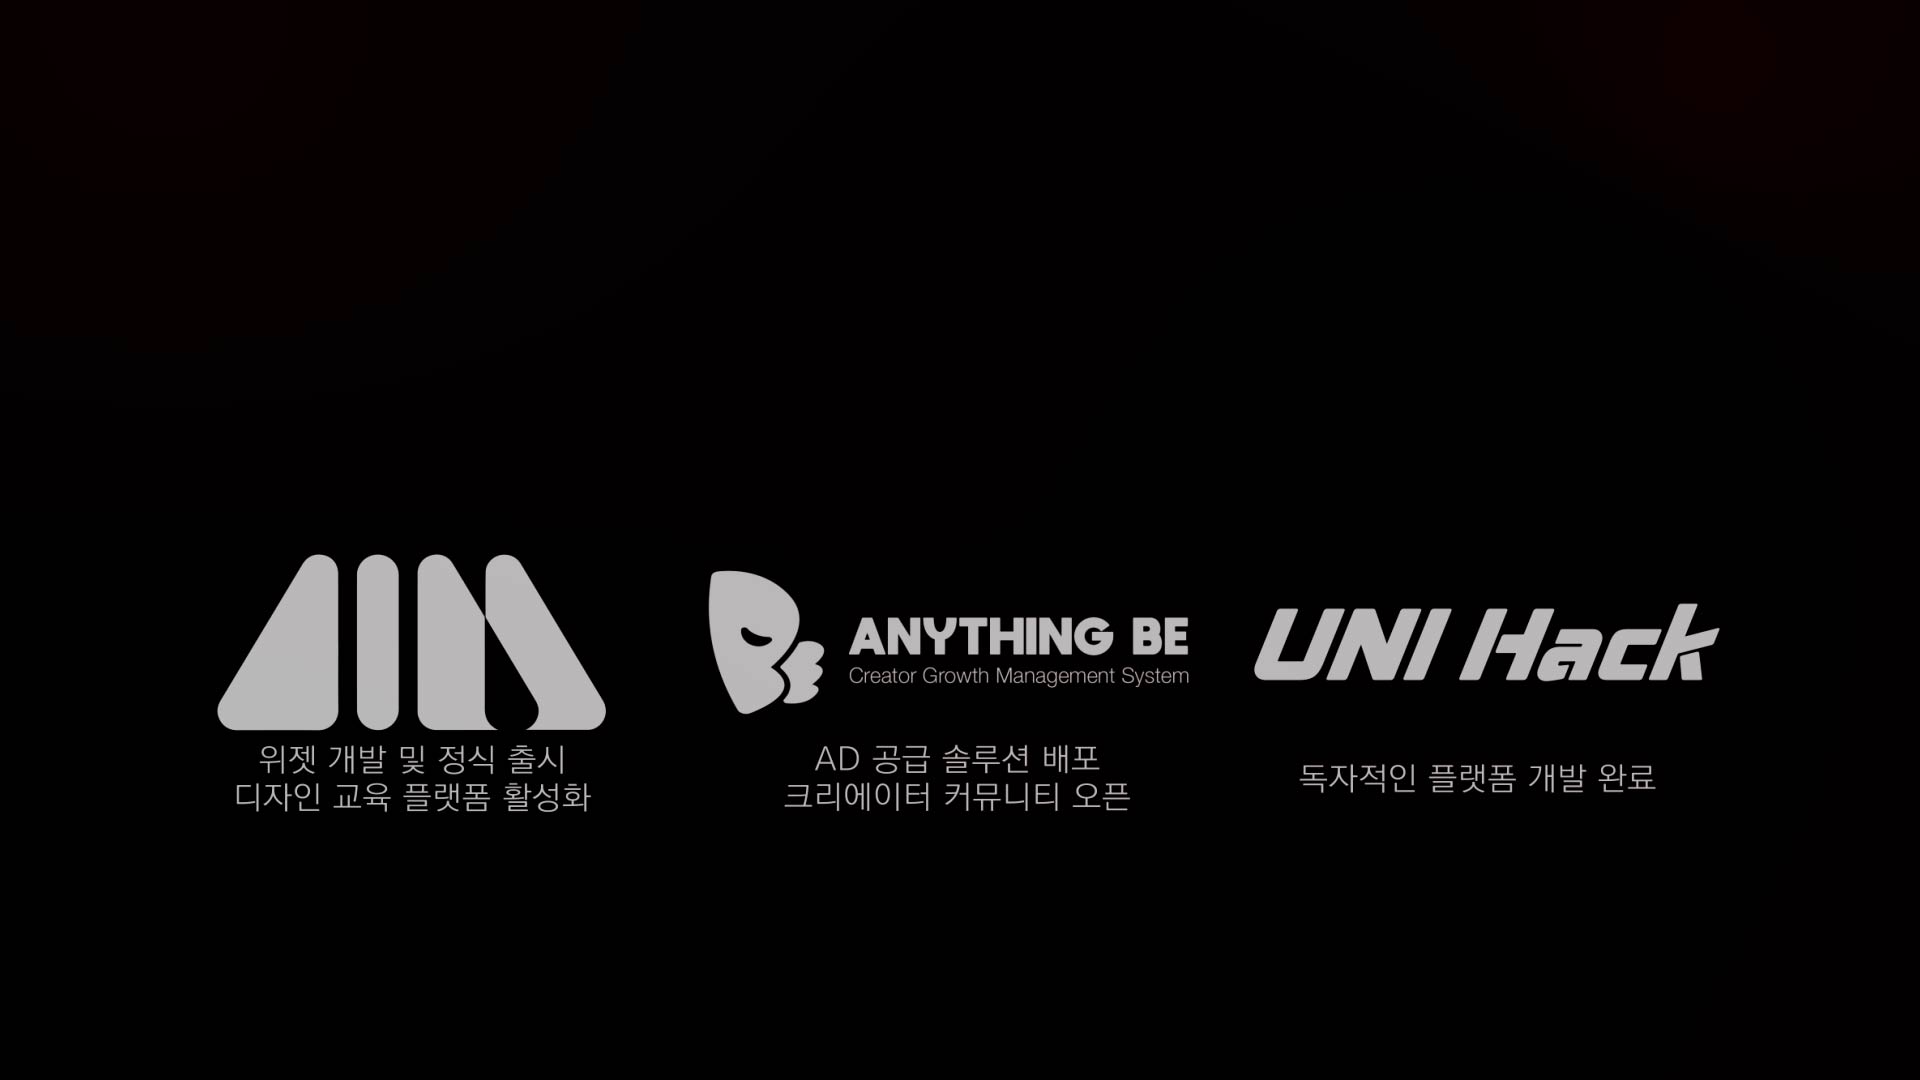 ANYTHING BE
Creator Growth Management System
UNI Hack
위젯 개발 및 정식 출시
디자인 교육 플랫폼 활성화
AD 공급 솔루션 배포
크리에이터 커뮤니티 오픈
독자적인 플랫폼 개발 완료